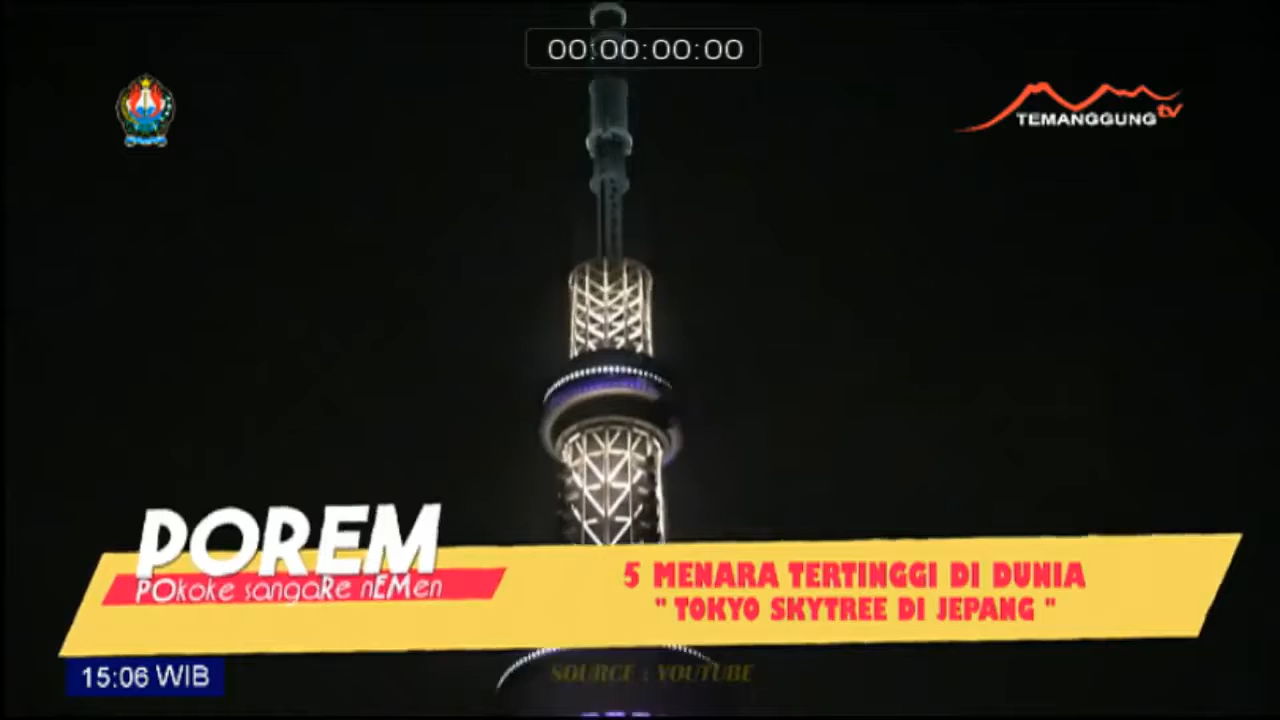 00:00:00:00
TEMANGGUNG tv
POREM
POkoke sangaRe nEMen
5 MENARA TERTINGGI DI DUNIA
" TOKYO SKYTREE DI JEPANG "
SOURCE : YOUTUBE
15:06 WIB